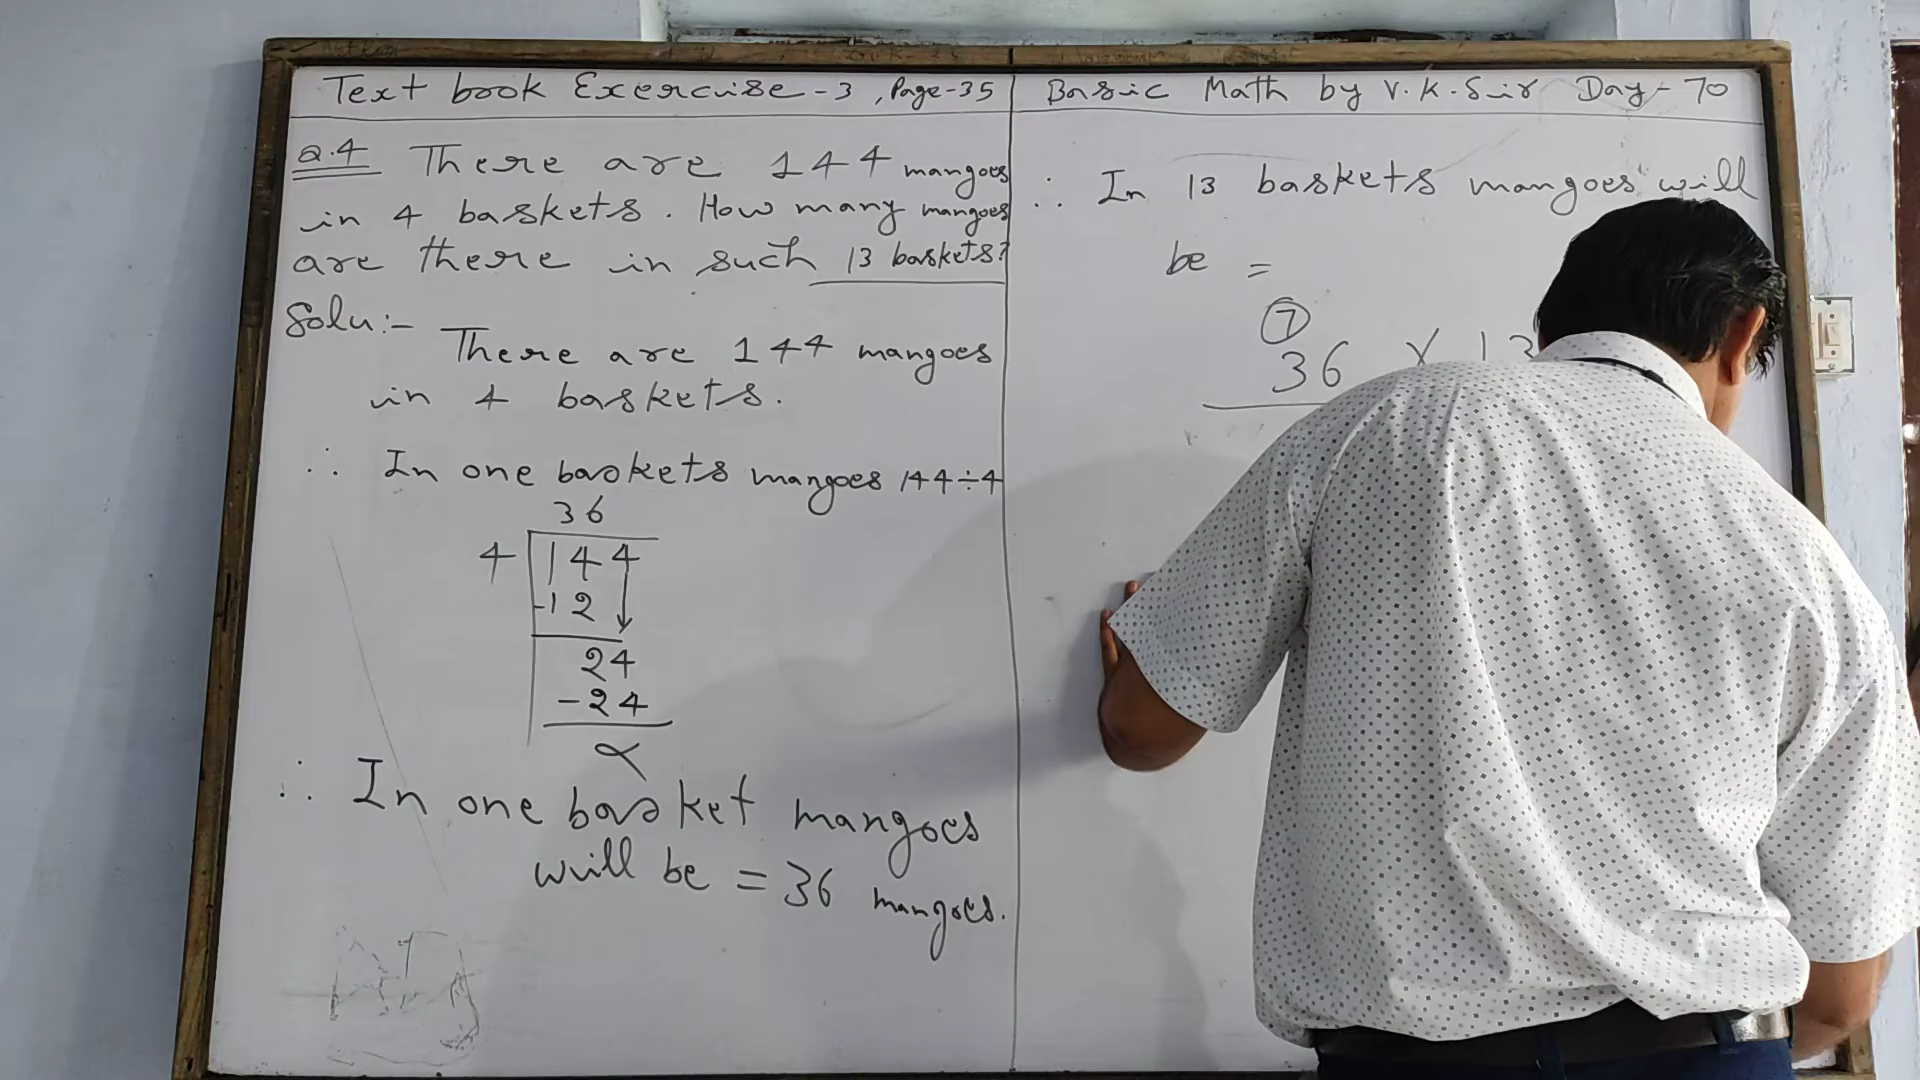 Text book Exercise-3, Page-35
Q.4 There are 144 mangoes
in 4 baskets. How many mangoes
are there in such 13 baskets?
Solu:- There are 144 mangoes
in 4 baskets.
∴ In one baskets mangoes 144÷4
36
4 144
-12
24
-24
∴ In one basket mangoes
will be = 36 mangoes.
Basic Math by V.K.Sir Day-70
∴ In 13 baskets mangoes will
be =
7
36 × 13